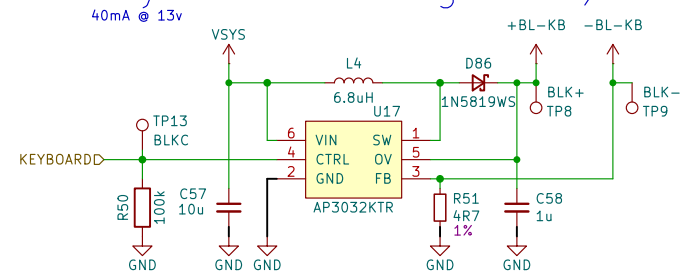 40mA @ 13v
+BL-KB
-BL-KB
VSYS
L4
D86
6.8uH
1N5819WS
BLK+
TP8
BLK-
TP9
U17
TP13
BLKC
6 VIN SW 1
KEYBOARD
4 CTRL OV 5
2 GND FB 3
AP3032KTR
R50
100k
C57
10u
R51
4R7
1%
C58
1u
GND
GND
GND
GND
GND